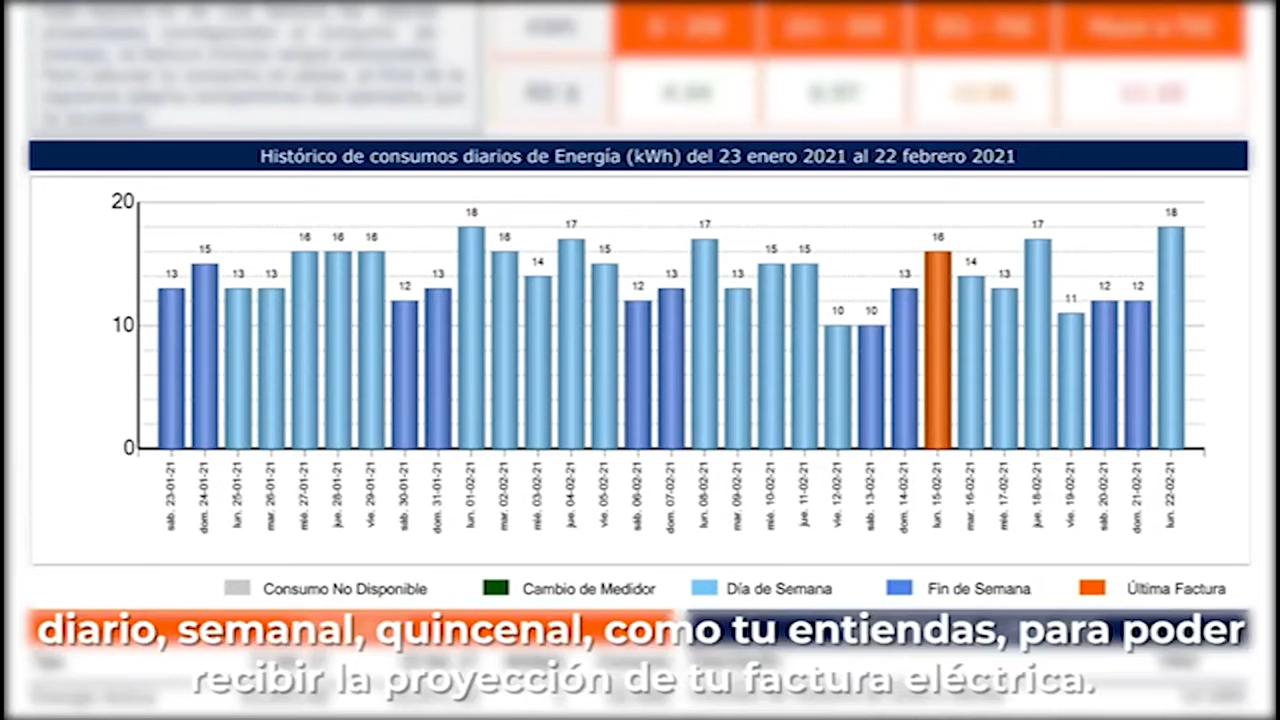 Histórico de consumos diarios de Energía (kWh) del 23 enero 2021 al 22 febrero 2021
20
10
0
13 15 13 13 16 16 16 12 13 18 16 14 17 15 12 13 17 13 15 15 10 10 13 16 14 13 17 11 12 12 18
sáb. 23-01-21
dom. 24-01-21
lun. 25-01-21
mar. 26-01-21
mié. 27-01-21
jue. 28-01-21
vie. 29-01-21
sáb. 30-01-21
dom. 31-01-21
lun. 01-02-21
mar. 02-02-21
mié. 03-02-21
jue. 04-02-21
vie. 05-02-21
sáb. 06-02-21
dom. 07-02-21
lun. 08-02-21
mar. 09-02-21
mié. 10-02-21
jue. 11-02-21
vie. 12-02-21
sáb. 13-02-21
dom. 14-02-21
lun. 15-02-21
mar. 16-02-21
mié. 17-02-21
jue. 18-02-21
vie. 19-02-21
sáb. 20-02-21
dom. 21-02-21
lun. 22-02-21
Consumo No Disponible Cambio de Medidor Día de Semana Fin de Semana Última Factura
diario, semanal, quincenal, como tu entiendas, para poder
recibir la proyección de tu factura eléctrica.